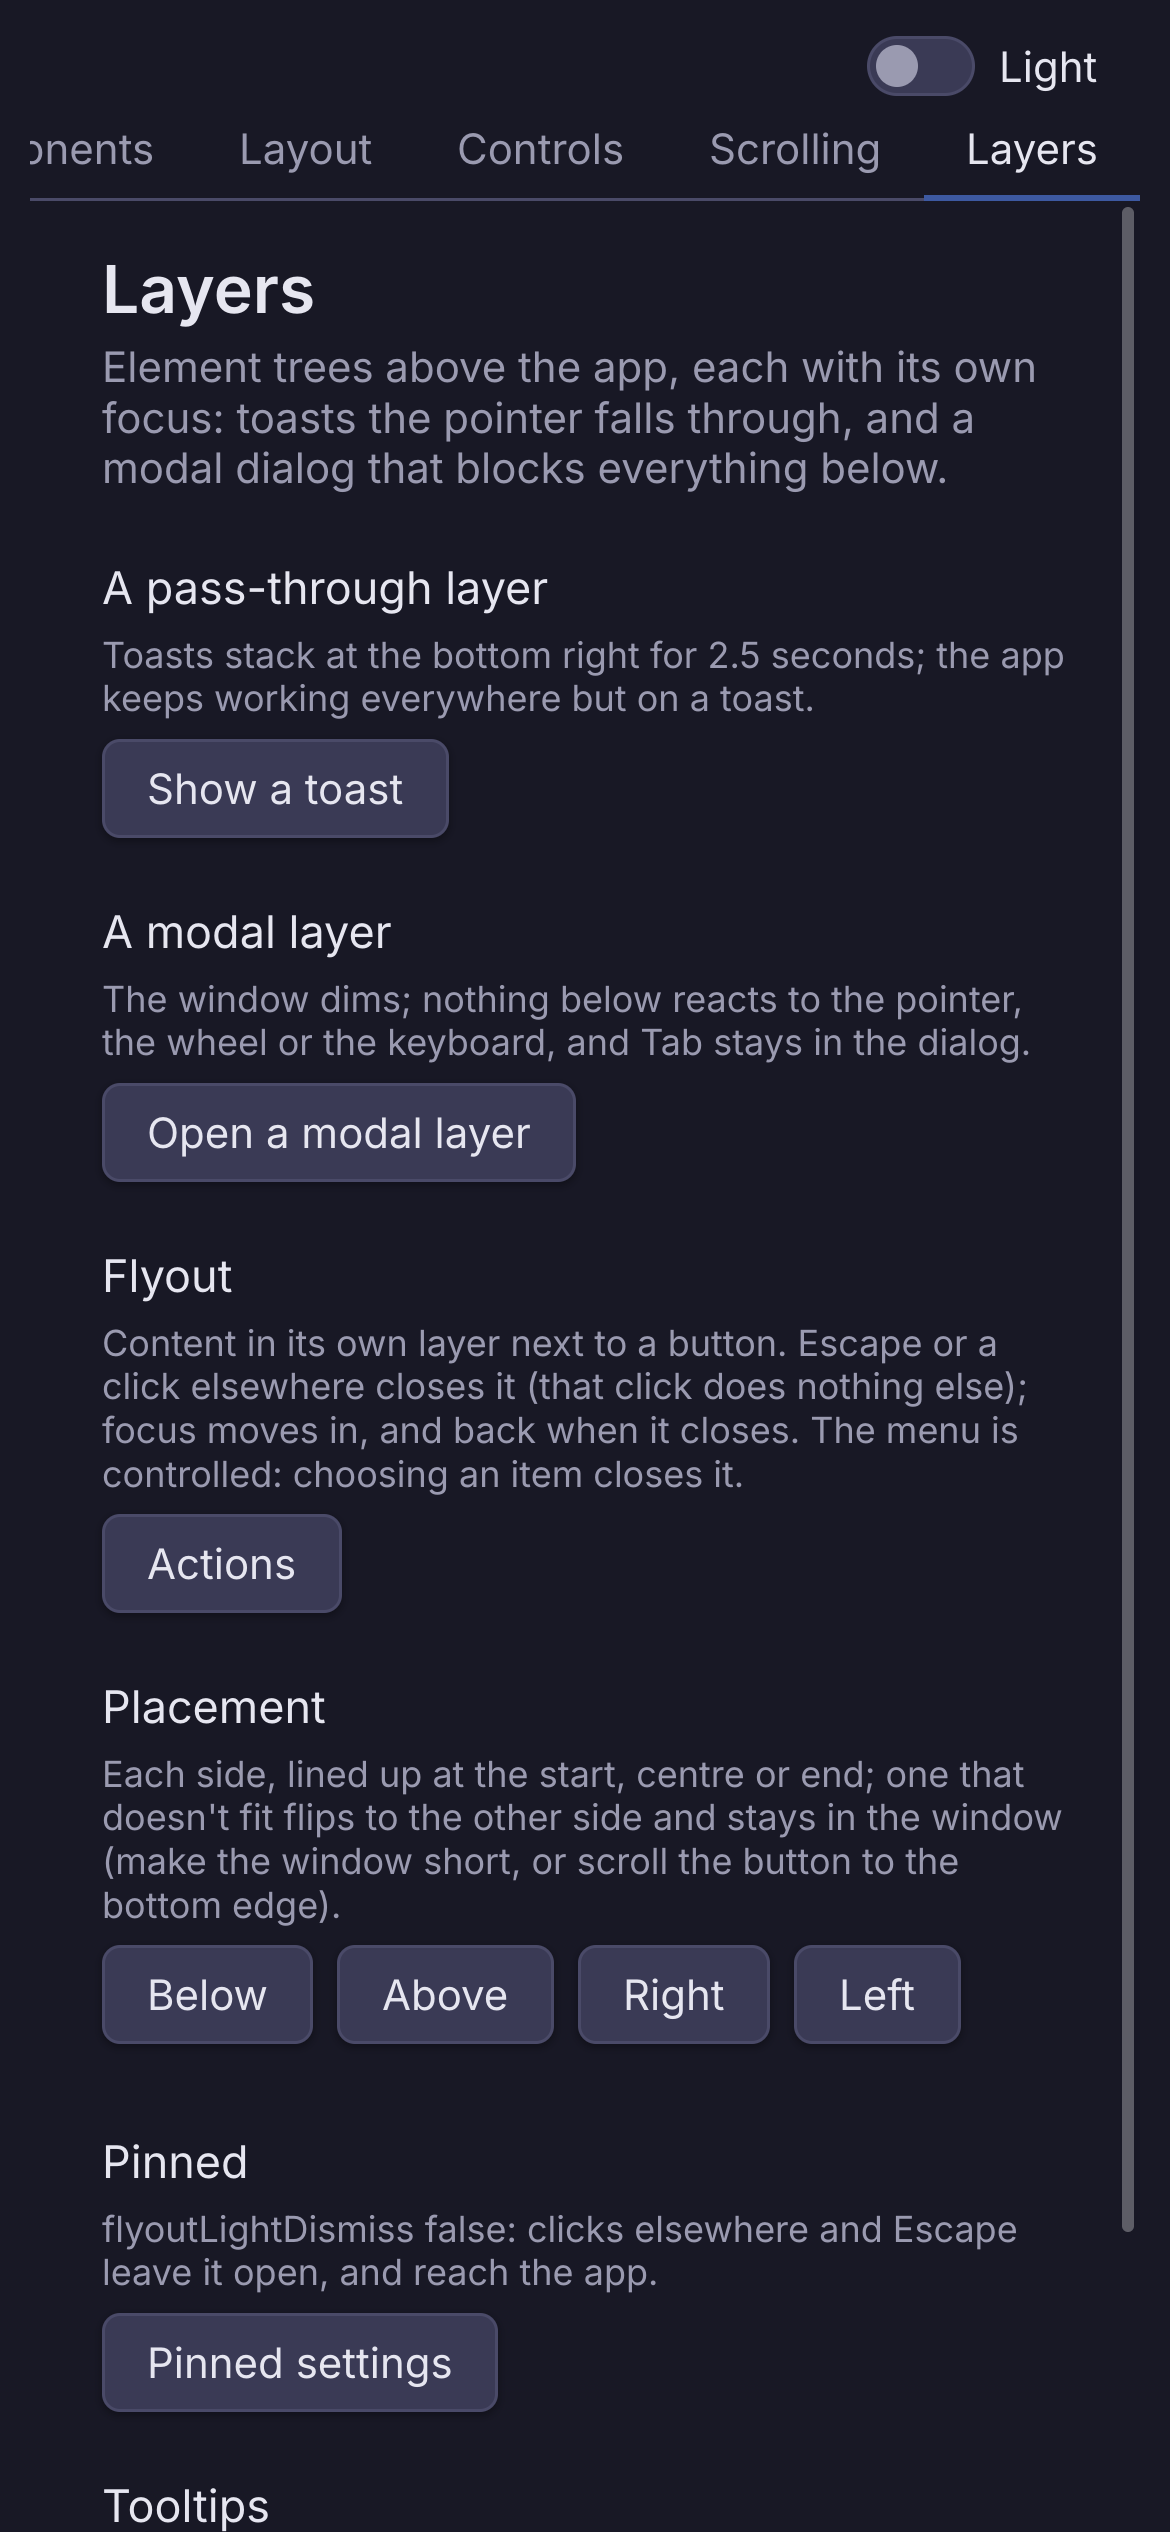 Light
onents Layout Controls Scrolling Layers
Layers
Element trees above the app, each with its own
focus: toasts the pointer falls through, and a
modal dialog that blocks everything below.
A pass-through layer
Toasts stack at the bottom right for 2.5 seconds; the app
keeps working everywhere but on a toast.
Show a toast
A modal layer
The window dims; nothing below reacts to the pointer,
the wheel or the keyboard, and Tab stays in the dialog.
Open a modal layer
Flyout
Content in its own layer next to a button. Escape or a
click elsewhere closes it (that click does nothing else);
focus moves in, and back when it closes. The menu is
controlled: choosing an item closes it.
Actions
Placement
Each side, lined up at the start, centre or end; one that
doesn't fit flips to the other side and stays in the window
(make the window short, or scroll the button to the
bottom edge).
Below Above Right Left
Pinned
flyoutLightDismiss false: clicks elsewhere and Escape
leave it open, and reach the app.
Pinned settings
Tooltips